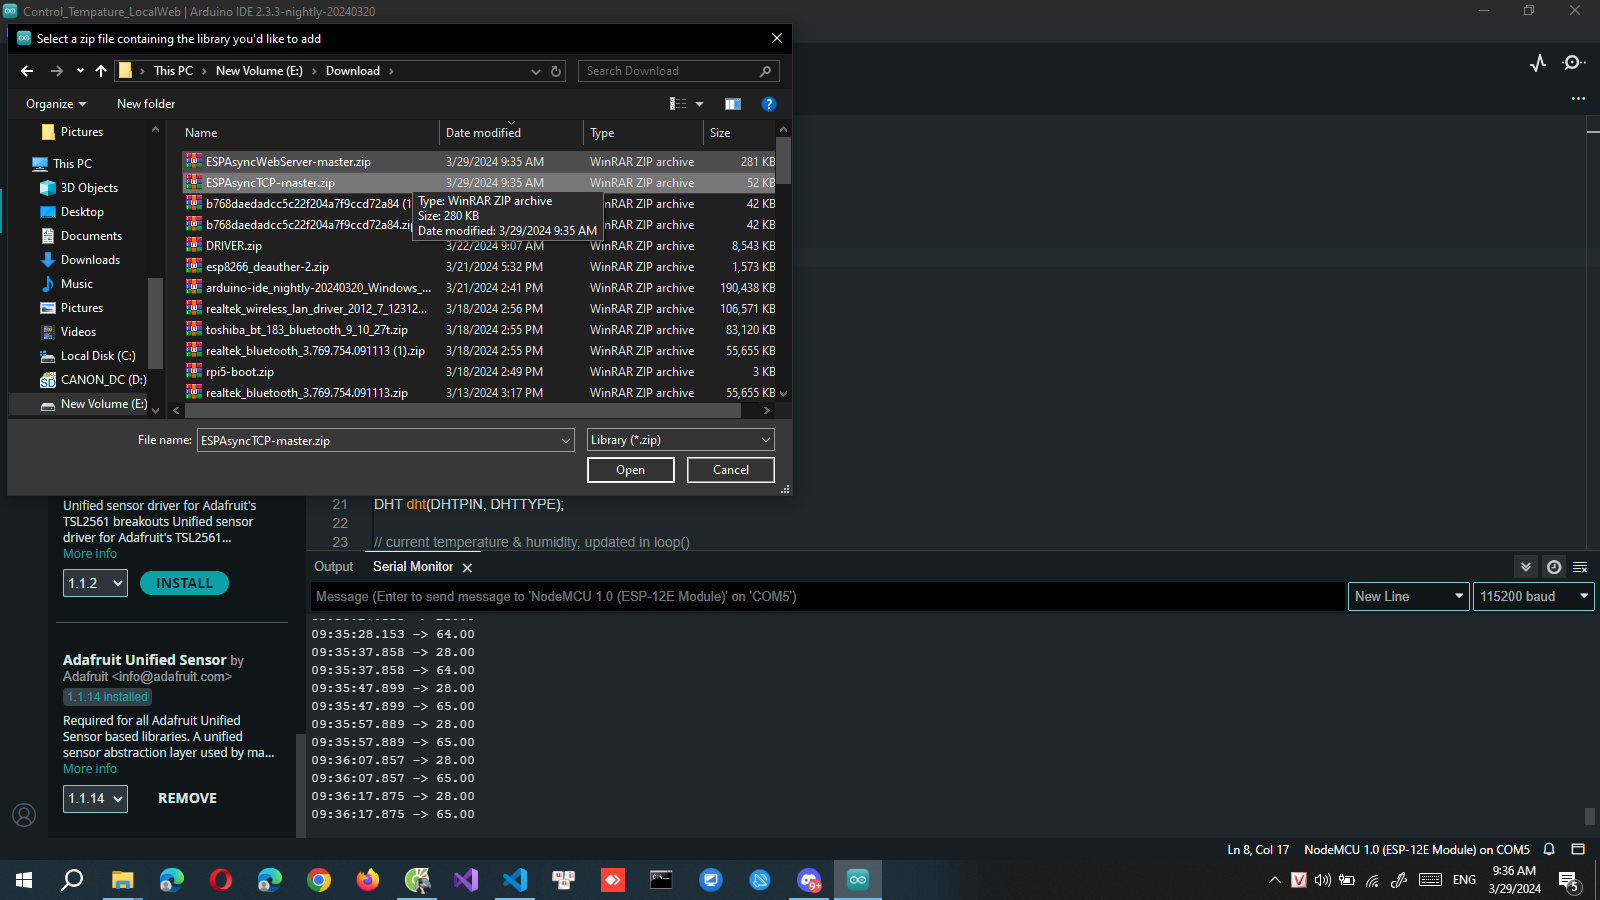 Control_Tempature_LocalWeb | Arduino IDE 2.3.3-nightly-20240320
Select a zip file containing the library you'd like to add
This PC
New Volume (E:)
Download
Search Download
Organize
New folder
Pictures
This PC
3D Objects
Desktop
Documents
Downloads
Music
Pictures
Videos
Local Disk (C:)
CANON_DC (D:)
New Volume (E:)
Name Date modified Type Size
ESPAsyncWebServer-master.zip 3/29/2024 9:35 AM WinRAR ZIP archive 281 KB
ESPAsyncTCP-master.zip 3/29/2024 9:35 AM WinRAR ZIP archive 52 KB
b768daedadcc5c22f204a7f9ccd72a84 (1 nRAR ZIP archive 42 KB
b768daedadcc5c22f204a7f9ccd72a84.zip nRAR ZIP archive 42 KB
Type: WinRAR ZIP archive
Size: 280 KB
Date modified: 3/29/2024 9:35 AM
DRIVER.zip 3/22/2024 9:07 AM WinRAR ZIP archive 8,543 KB
esp8266_deauther-2.zip 3/21/2024 5:32 PM WinRAR ZIP archive 1,573 KB
arduino-ide_nightly-20240320_Windows_... 3/21/2024 2:41 PM WinRAR ZIP archive 190,438 KB
realtek_wireless_lan_driver_2012_7_12312... 3/18/2024 2:56 PM WinRAR ZIP archive 106,571 KB
toshiba_bt_183_bluetooth_9_10_27t.zip 3/18/2024 2:55 PM WinRAR ZIP archive 83,120 KB
realtek_bluetooth_3.769.754.091113 (1).zip 3/18/2024 2:55 PM WinRAR ZIP archive 55,655 KB
rpi5-boot.zip 3/18/2024 2:49 PM WinRAR ZIP archive 3 KB
realtek_bluetooth_3.769.754.091113.zip 3/13/2024 3:17 PM WinRAR ZIP archive 55,655 KB
File name: ESPAsyncTCP-master.zip
Library (*.zip)
Open
Cancel
Unified sensor driver for Adafruit's
TSL2561 breakouts Unified sensor
driver for Adafruit's TSL2561...
More info
1.1.2
INSTALL
Adafruit Unified Sensor by
Adafruit <info@adafruit.com>
1.1.14 installed
Required for all Adafruit Unified
Sensor based libraries. A unified
sensor abstraction layer used by ma...
More info
1.1.14
REMOVE
21 DHT dht(DHTPIN, DHTTYPE);
22
23 // current temperature & humidity, updated in loop()
Output
Serial Monitor
Message (Enter to send message to 'NodeMCU 1.0 (ESP-12E Module)' on 'COM5')
New Line
115200 baud
09:35:28.153 -> 64.00
09:35:37.858 -> 28.00
09:35:37.858 -> 64.00
09:35:47.899 -> 28.00
09:35:47.899 -> 65.00
09:35:57.889 -> 28.00
09:35:57.889 -> 65.00
09:36:07.857 -> 28.00
09:36:07.857 -> 65.00
09:36:17.875 -> 28.00
09:36:17.875 -> 65.00
Ln 8, Col 17
NodeMCU 1.0 (ESP-12E Module) on COM5
9+
V
ENG
9:36 AM
3/29/2024
5